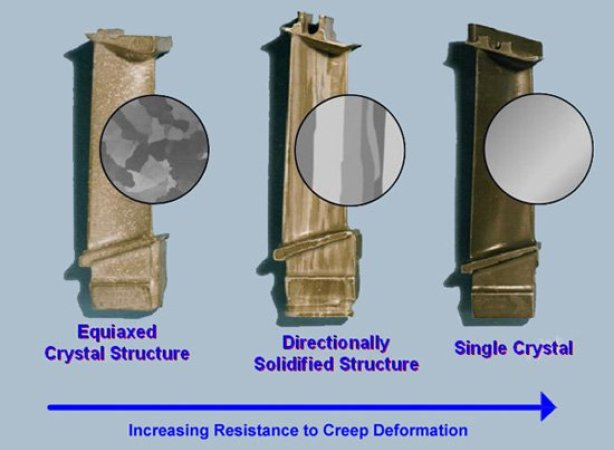 Equiaxed
Crystal Structure
Directionally
Solidified Structure
Single Crystal
Increasing Resistance to Creep Deformation